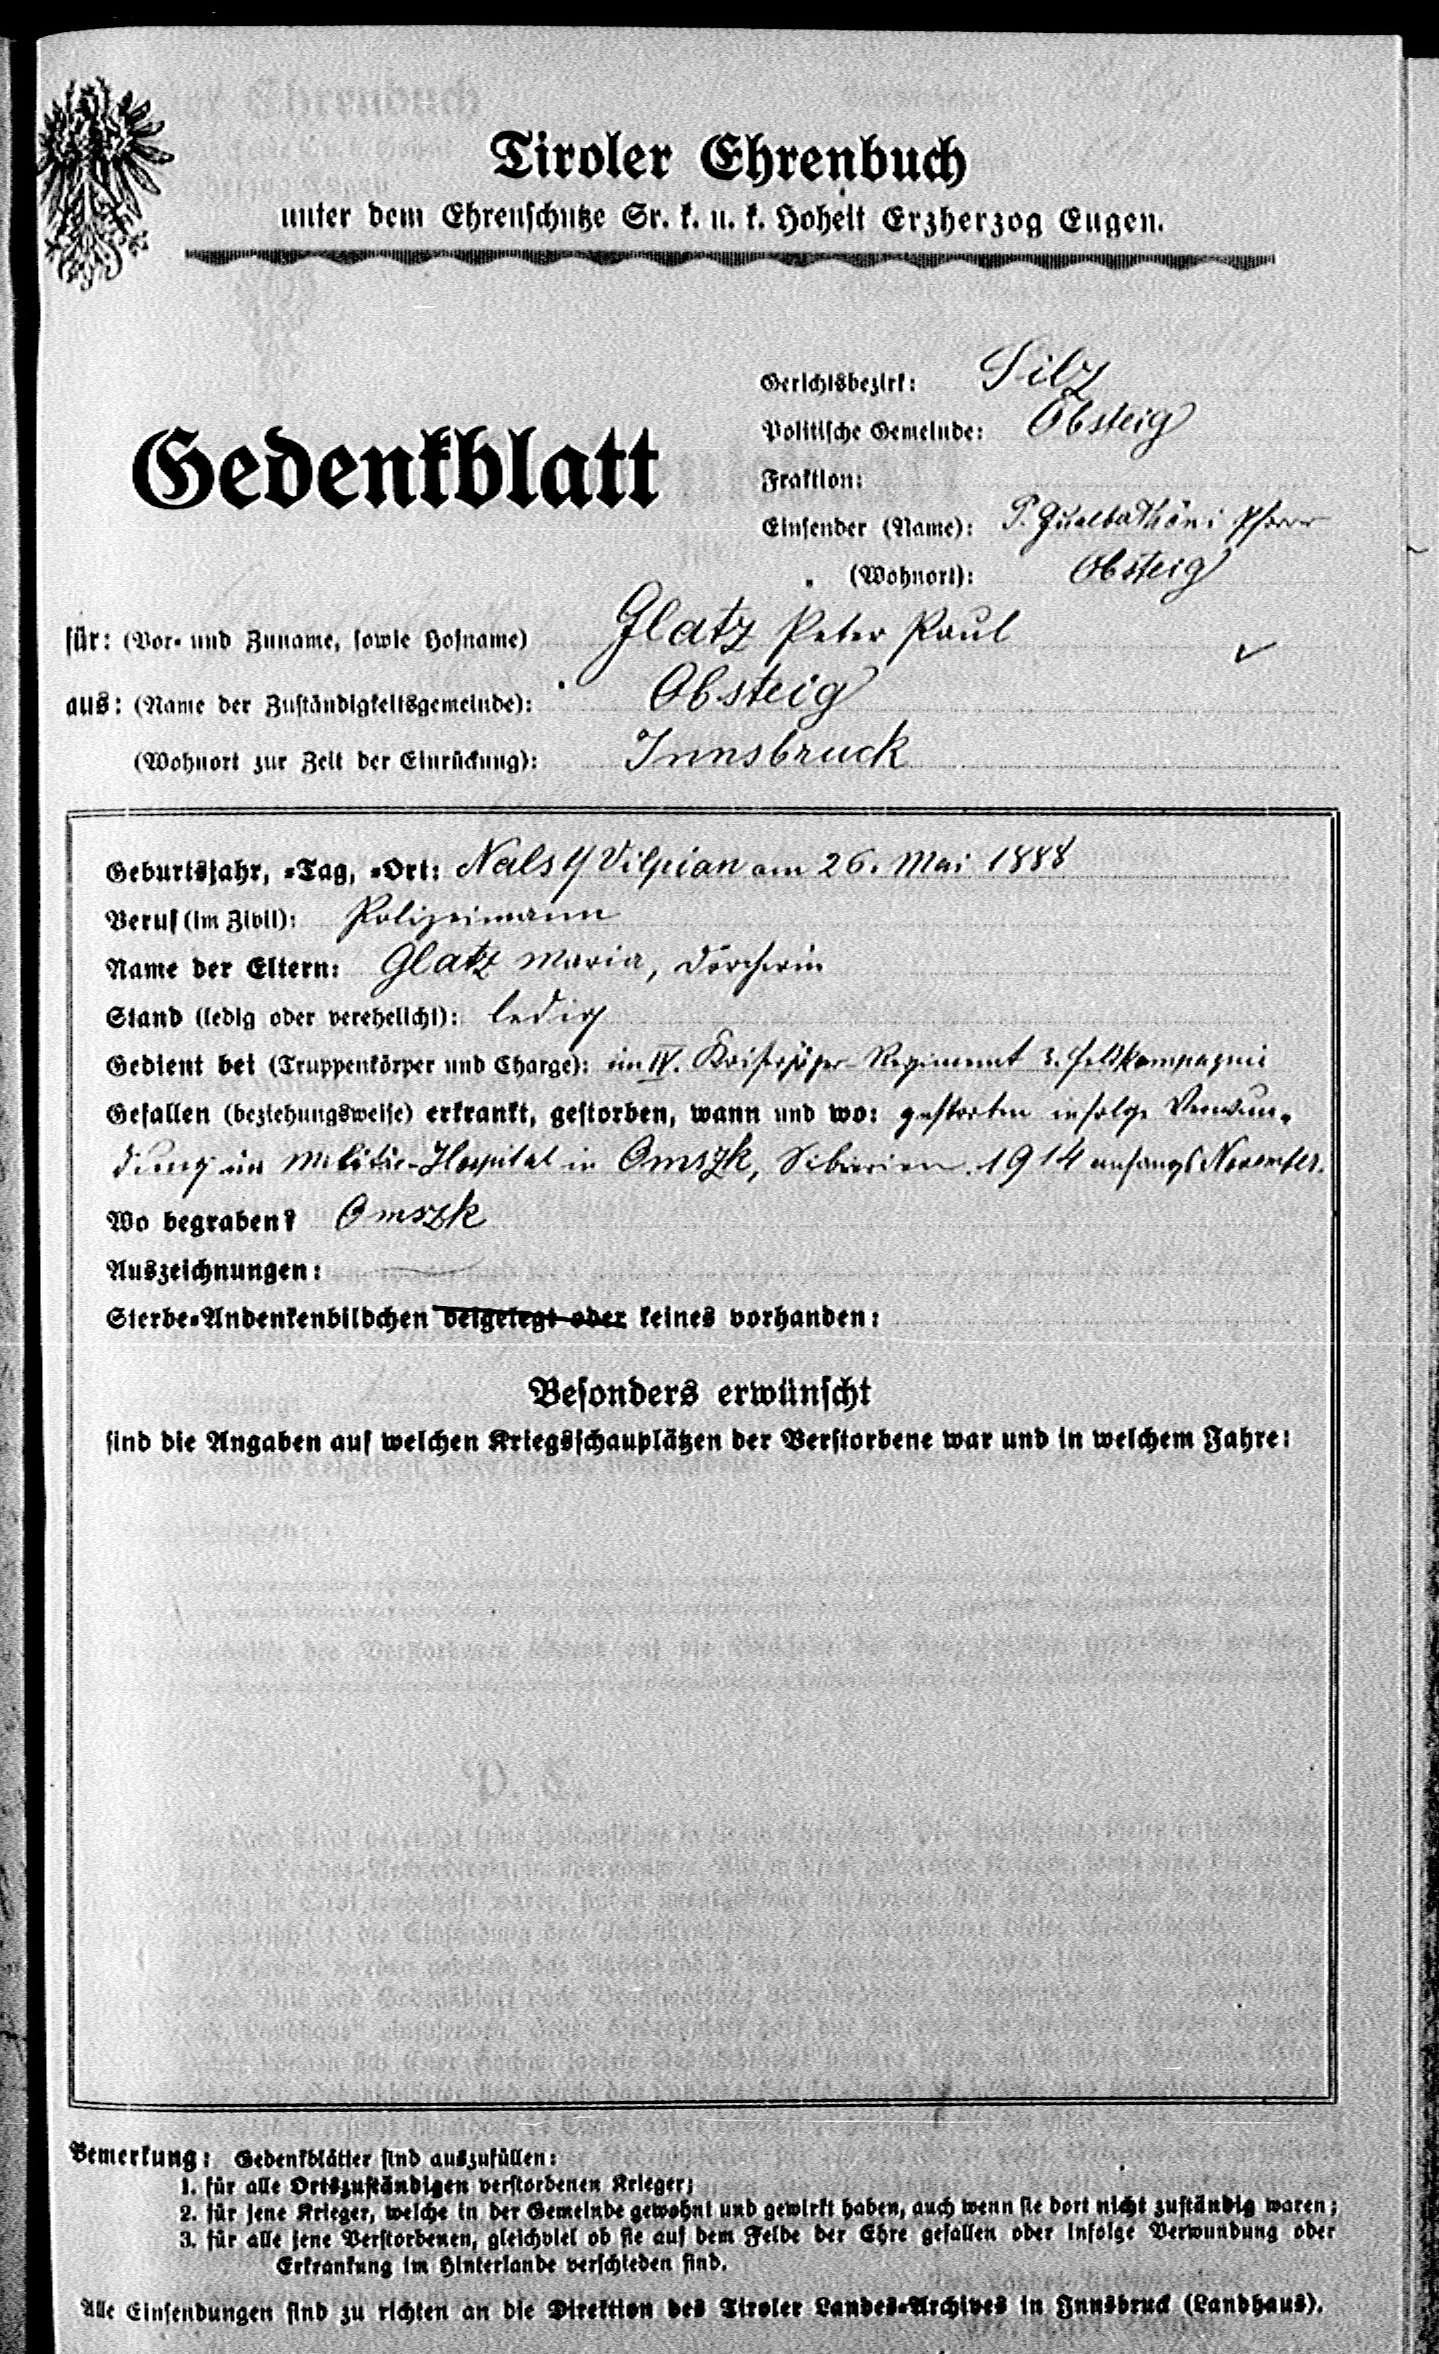 Tiroler Ehrenbuch
unter dem Ehrenschutze Sr. k. u. k. Hoheit Erzherzog Eugen.
Gerichtsbezirk: Silz
Politische Gemeinde: Obsteig
Gedenkblatt
Fraktion:
Einsender (Name): P. Thöni Pfarrer
" (Wohnort): Obsteig
für: (Vor- und Zuname, sowie Hofname) Glatz Peter Paul ✓
aus: (Name der Zuständigkeitsgemeinde): Obsteig
(Wohnort zur Zeit der Einrückung): Innsbruck
Geburtsjahr, -Tag, -Ort: Nals Vilpian am 26. Mai 1888
Beruf (im Zivil): Polizeimann
Name der Eltern: Glatz Maria, Dörcherin
Stand (ledig oder verehelicht): ledig
Gedient bei (Truppenkörper und Charge): im IV. Kaiserjäger-Regiment 3. Feldkompagnie
Gefallen (beziehungsweise) erkrankt, gestorben, wann und wo: gestorben infolge Verwun-
dung im Militär-Hospital in Omszk, Sibirien. 1914 anfangs November.
Wo begraben? Omszk
Auszeichnungen: —
Sterbe-Andenkenbildchen beigelegt oder keines vorhanden:
Besonders erwünscht
sind die Angaben auf welchen Kriegsschauplätzen der Verstorbene war und in welchem Jahre:
Bemerkung: Gedenkblätter sind auszufüllen:
1. für alle Ortszuständigen verstorbenen Krieger;
2. für jene Krieger, welche in der Gemeinde gewohnt und gewirkt haben, auch wenn sie dort nicht zuständig waren;
3. für alle jene Verstorbenen, gleichviel ob sie auf dem Felde der Ehre gefallen oder infolge Verwundung oder
Erkrankung im Hinterlande verschieden sind.
Alle Einsendungen sind zu richten an die Direktion des Tiroler Landes-Archives in Innsbruck (Landhaus).